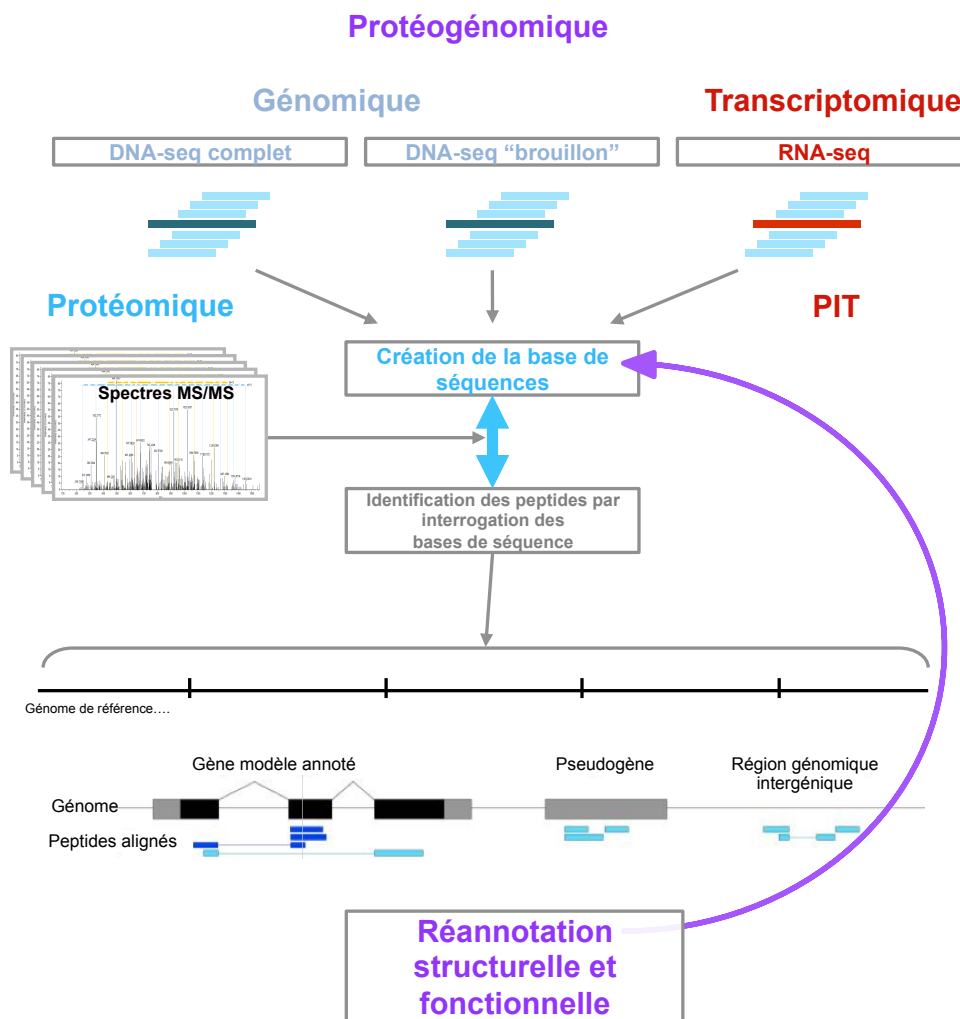 Protéogénomique
Génomique
Transcriptomique
DNA-seq complet
DNA-seq “brouillon”
RNA-seq
Protéomique
PIT
Création de la base de
séquences
Spectres MS/MS
Identification des peptides par
interrogation des
bases de séquence
Génome de référence….
Gène modèle annoté
Pseudogène
Région génomique
intergénique
Génome
Peptides alignés
Réannotation
structurelle et
fonctionnelle